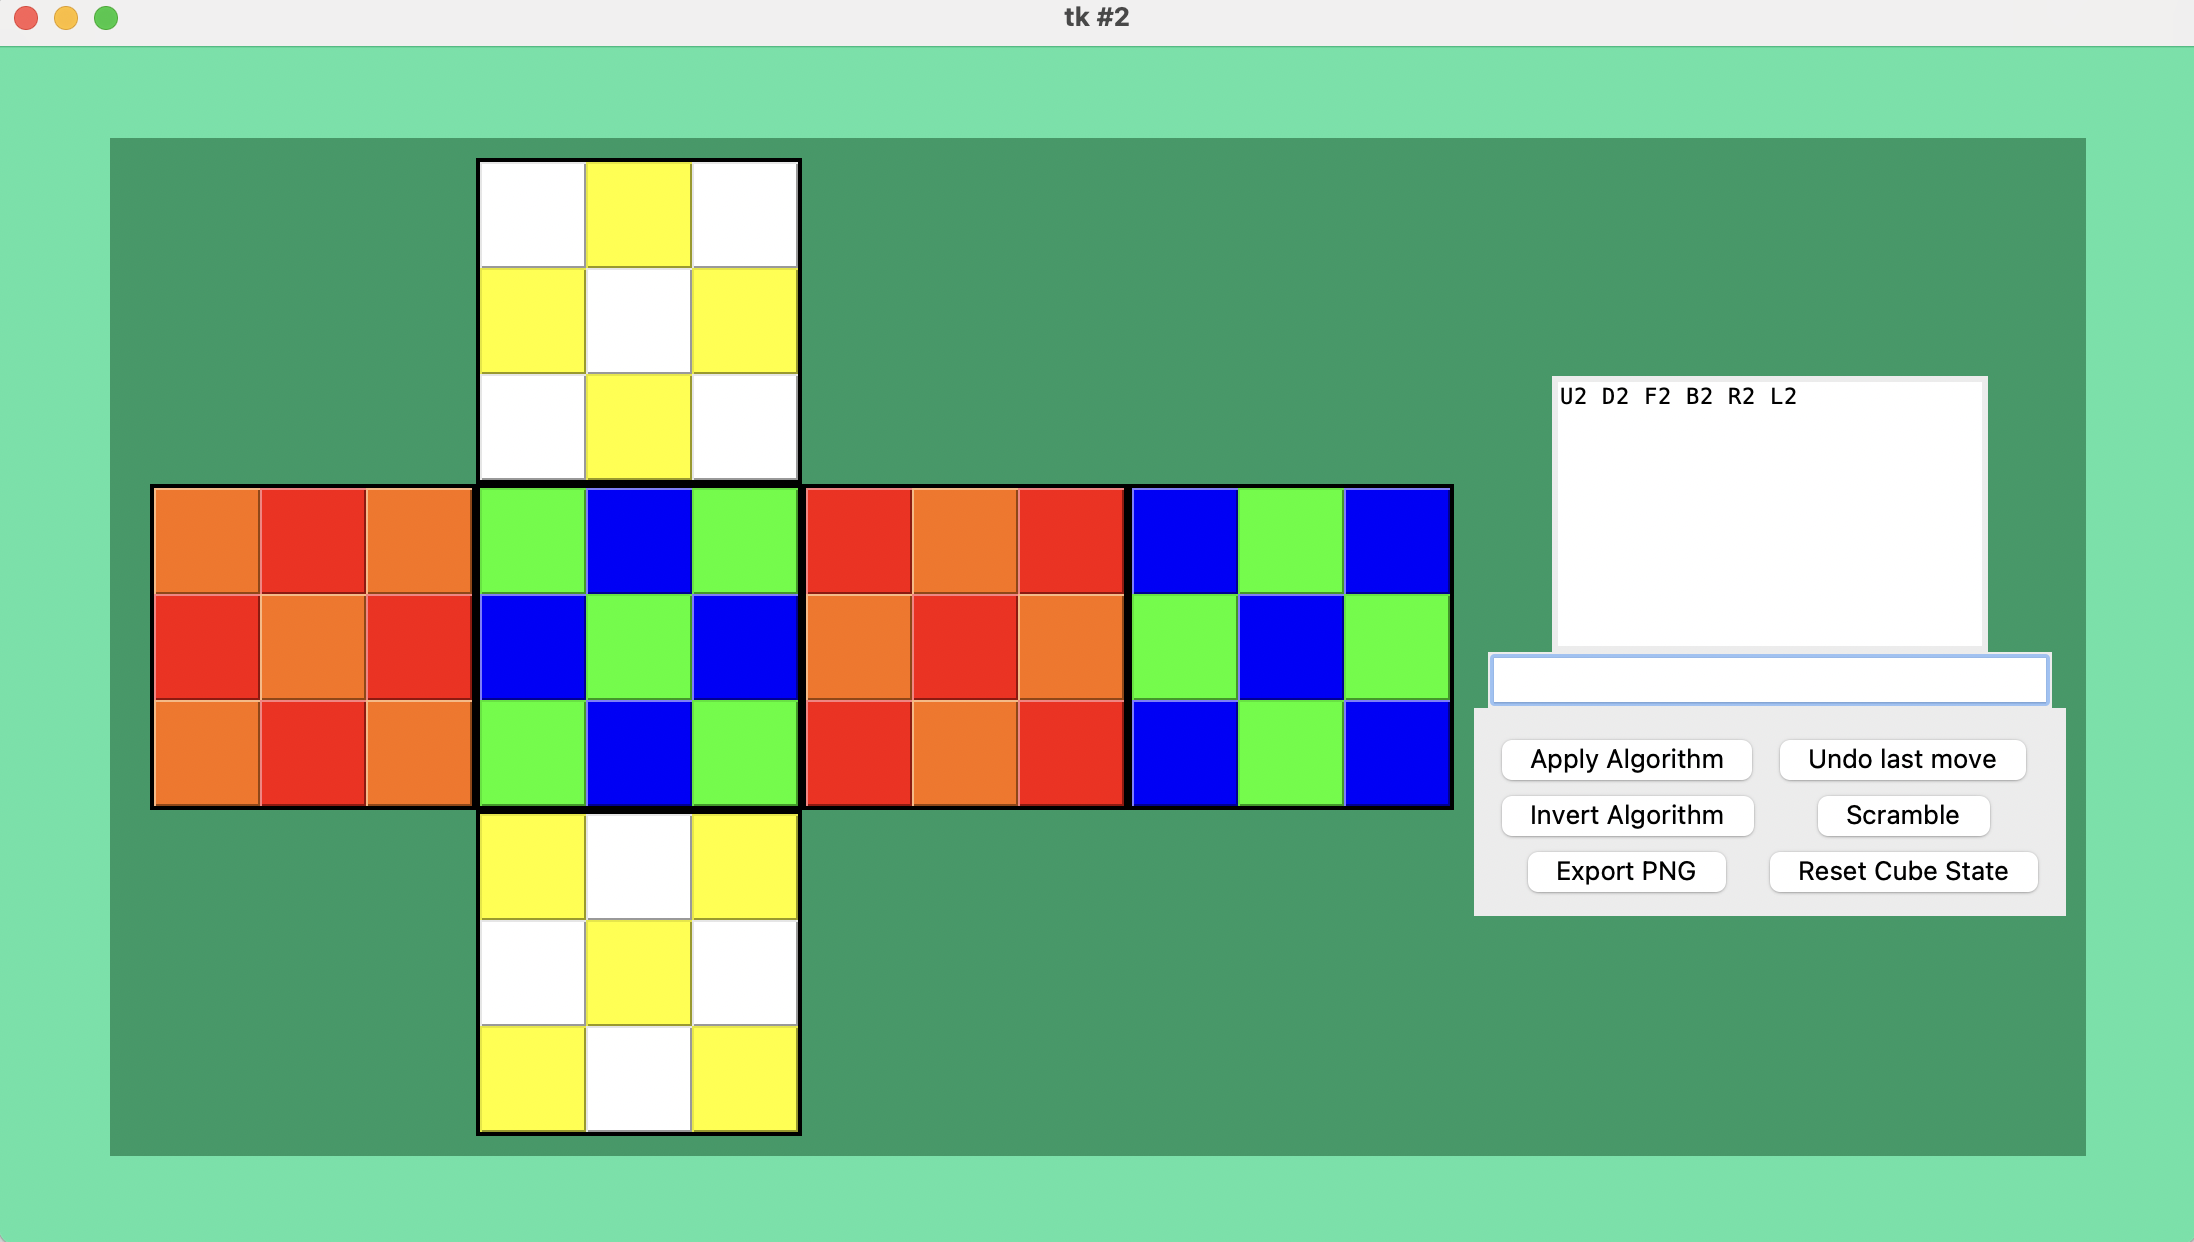 tk #2
U2 D2 F2 B2 R2 L2
Apply Algorithm
Undo last move
Invert Algorithm
Scramble
Export PNG
Reset Cube State